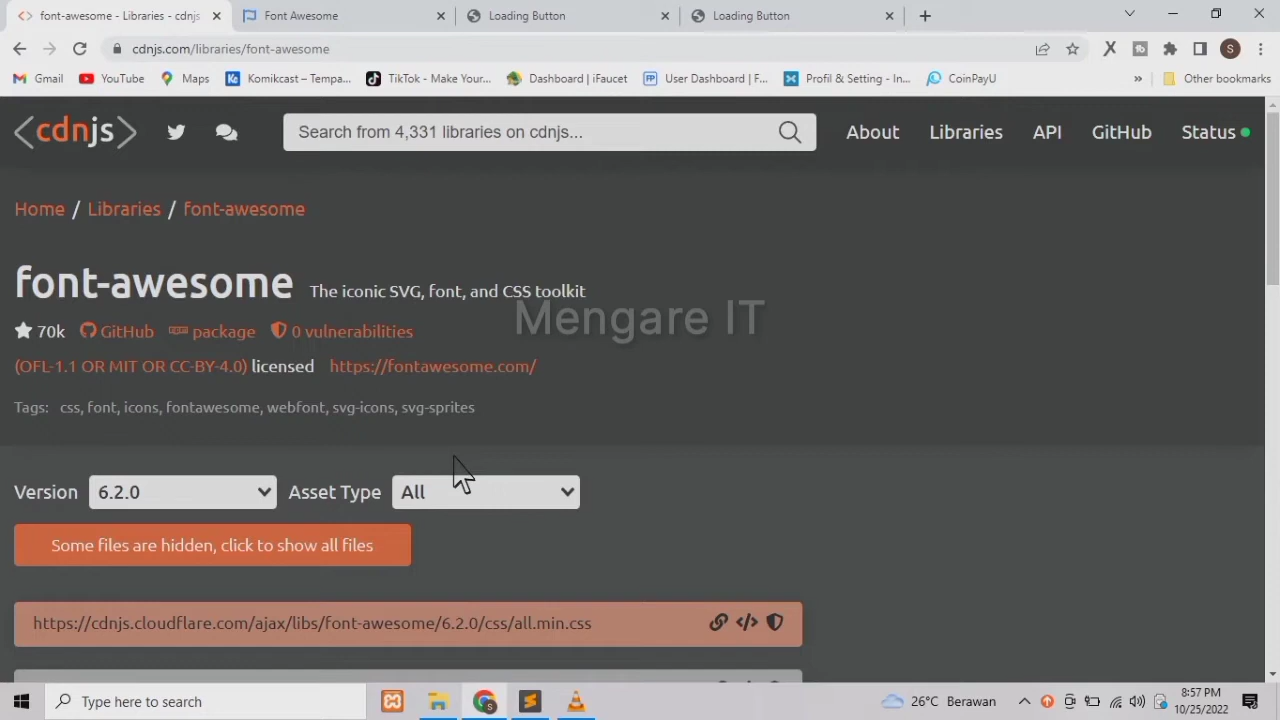 font-awesome - Libraries - cdnjs
Font Awesome
Loading Button
Loading Button
cdnjs.com/libraries/font-awesome
S
Gmail
YouTube
Maps
Komikcast – Tempa...
TikTok - Make Your...
Dashboard | iFaucet
User Dashboard | F...
Profil & Setting - In...
CoinPayU
»
Other bookmarks
<cdnjs>
Search from 4,331 libraries on cdnjs...
About
Libraries
API
GitHub
Status
Home / Libraries / font-awesome
font-awesome The iconic SVG, font, and CSS toolkit
Mengare IT
70k GitHub package 0 vulnerabilities
(OFL-1.1 OR MIT OR CC-BY-4.0) licensed https://fontawesome.com/
Tags: css, font, icons, fontawesome, webfont, svg-icons, svg-sprites
Version 6.2.0 Asset Type All
Some files are hidden, click to show all files
https://cdnjs.cloudflare.com/ajax/libs/font-awesome/6.2.0/css/all.min.css
Type here to search
26°C Berawan
8:57 PM
10/25/2022